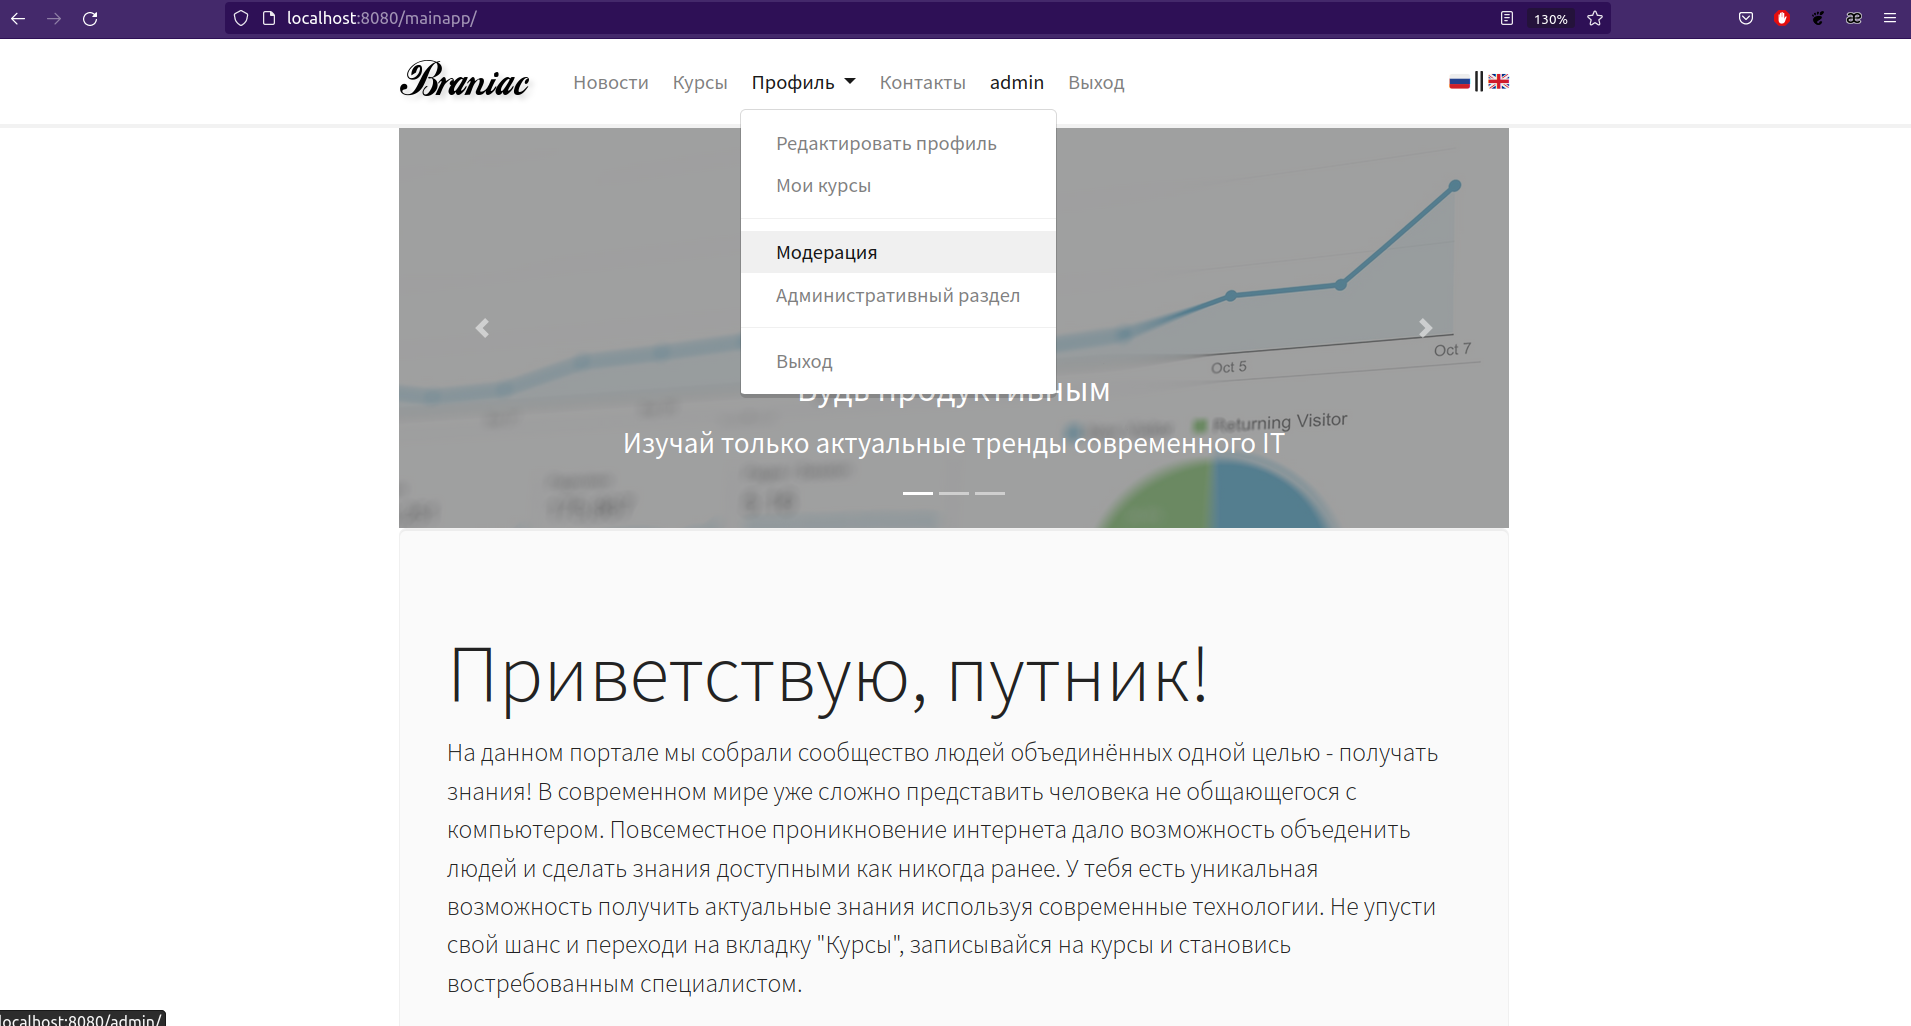 localhost:8080/mainapp/
130%
Braniac
Новости Курсы Профиль Контакты admin Выход
Редактировать профиль
Мои курсы
Модерация
Административный раздел
Выход
Oct 5
Oct 7
Returning Visitor
Будь продуктивным
Изучай только актуальные тренды современного IT
Приветствую, путник!
На данном портале мы собрали сообщество людей объединённых одной целью - получать
знания! В современном мире уже сложно представить человека не общающегося с
компьютером. Повсеместное проникновение интернета дало возможность объеденить
людей и сделать знания доступными как никогда ранее. У тебя есть уникальная
возможность получить актуальные знания используя современные технологии. Не упусти
свой шанс и переходи на вкладку "Курсы", записывайся на курсы и становись
востребованным специалистом.
localhost:8080/admin/